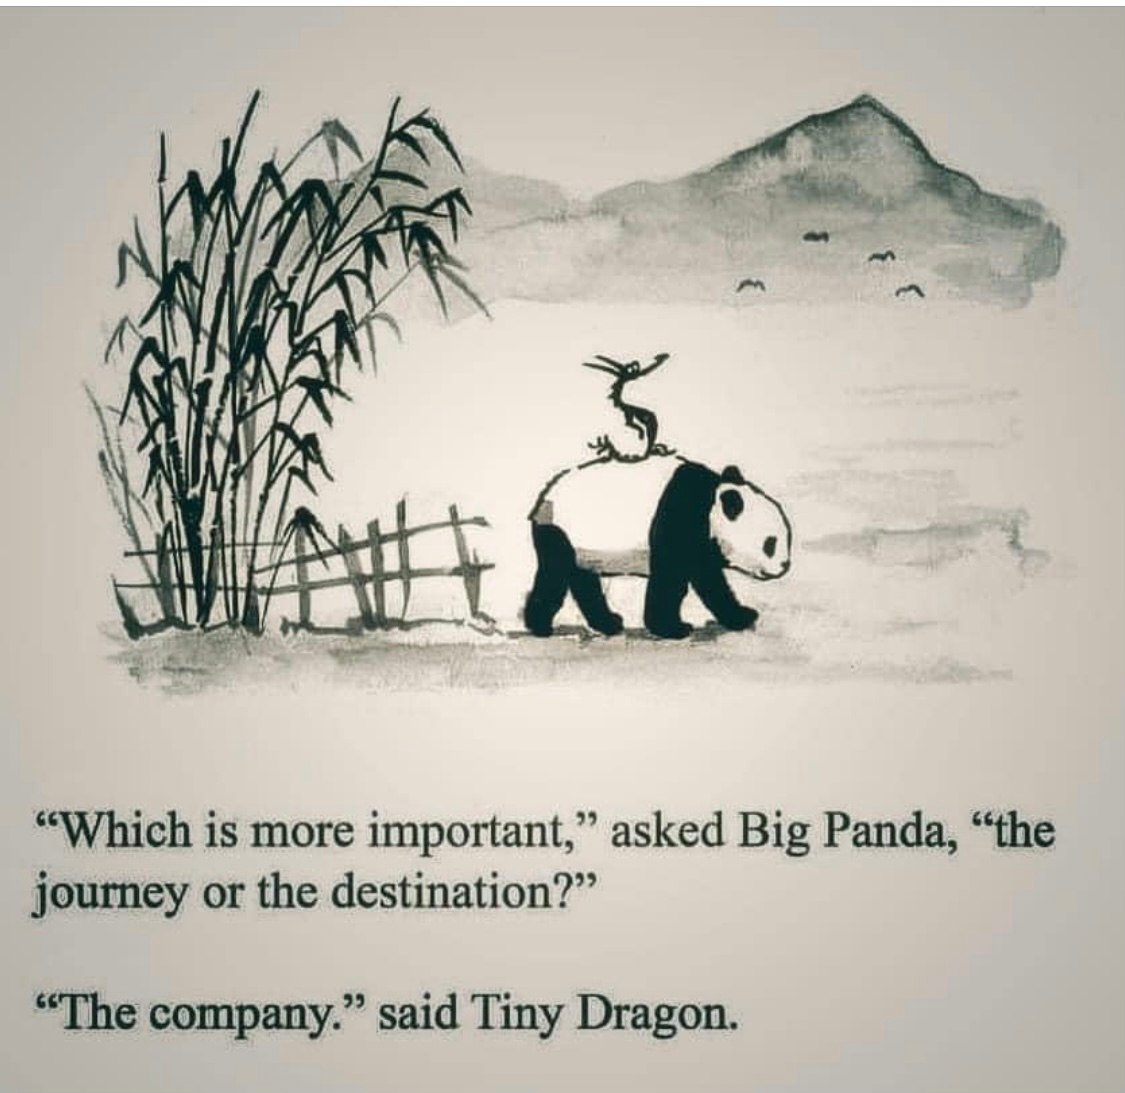 “Which is more important,” asked Big Panda, “the
journey or the destination?”
“The company.” said Tiny Dragon.